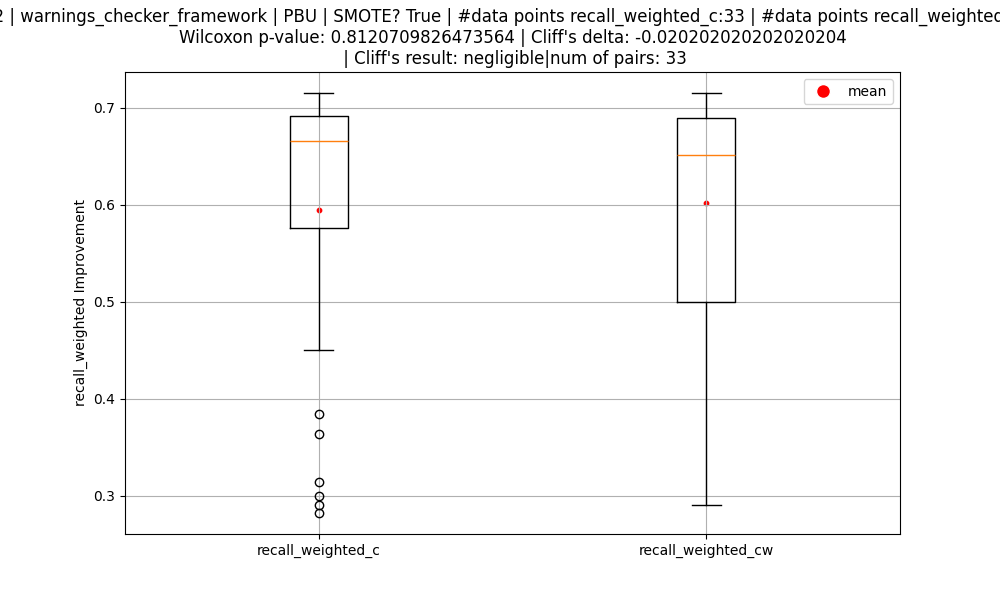 2 | warnings_checker_framework | PBU | SMOTE? True | #data points recall_weighted_c:33 | #data points recall_weighted
Wilcoxon p-value: 0.8120709826473564 | Cliff's delta: -0.020202020202020204
| Cliff's result: negligible|num of pairs: 33
mean
recall_weighted Improvement
0.7
0.6
0.5
0.4
0.3
recall_weighted_c
recall_weighted_cw